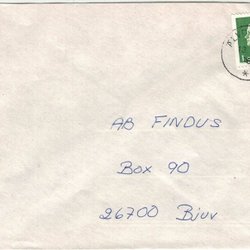 AB FINDUS
Box 90
26700 Bjuv